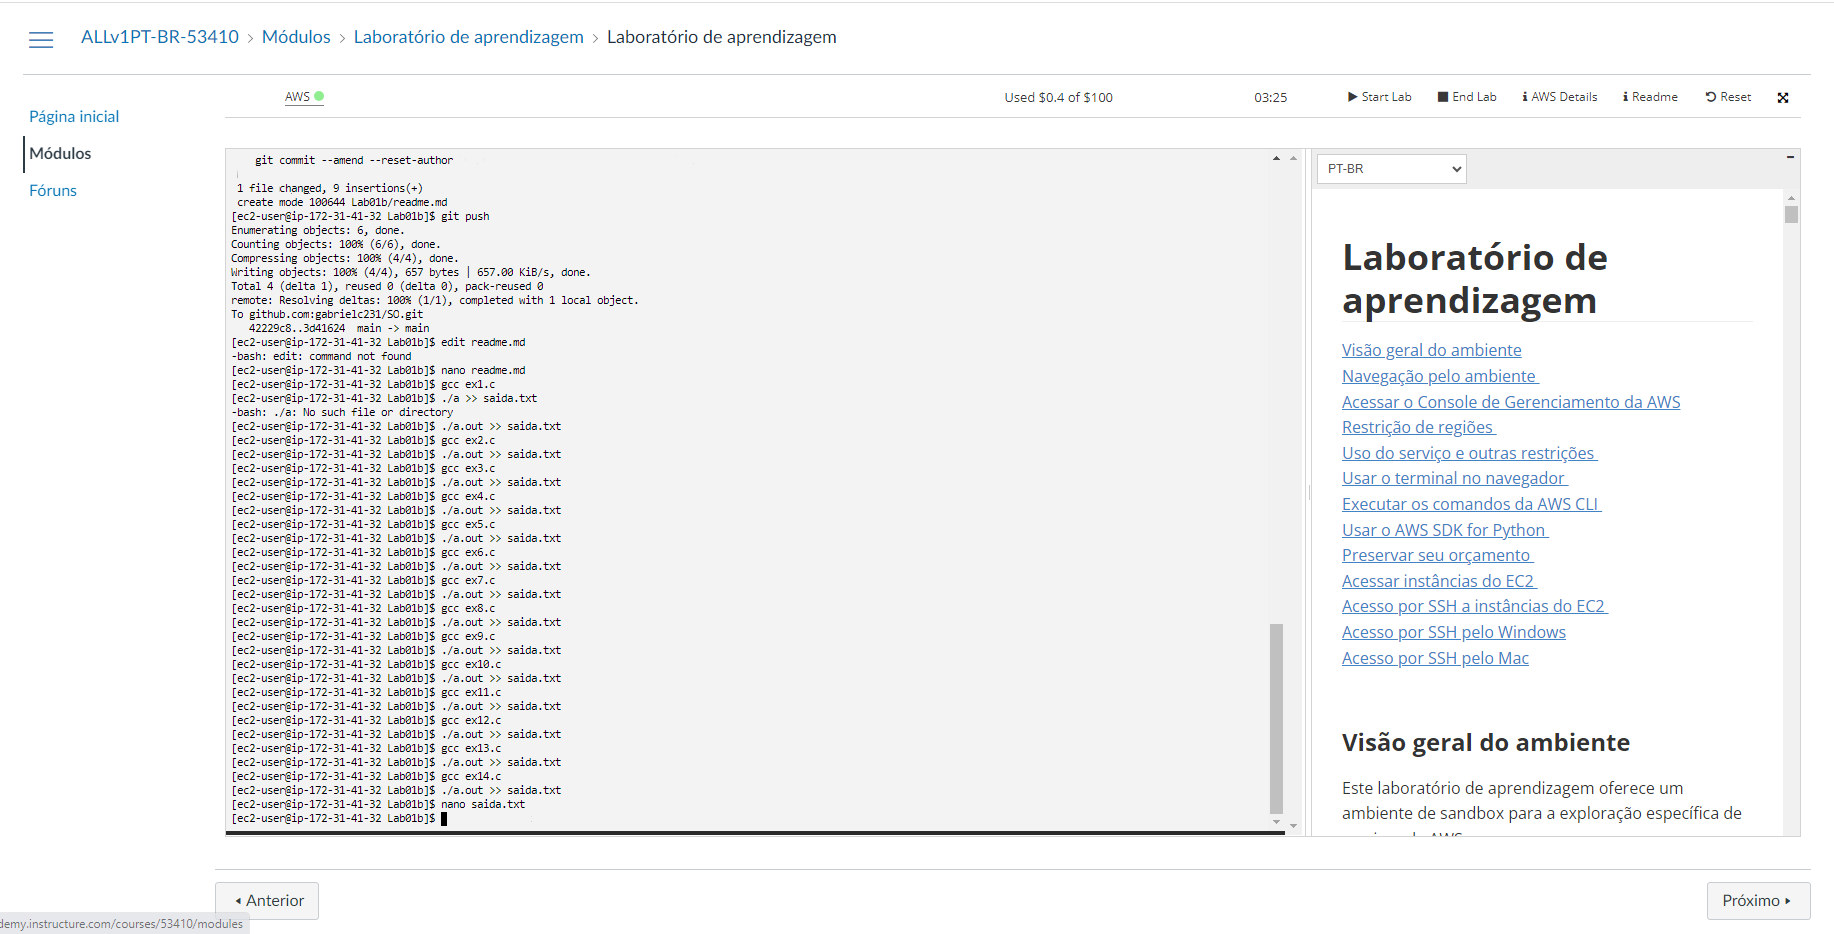 ALLv1PT-BR-53410 > Módulos > Laboratório de aprendizagem > Laboratório de aprendizagem
AWS
Used $0.4 of $100
03:25
Start Lab
End Lab
AWS Details
Readme
Reset
Página inicial
Módulos
Fóruns
git commit --amend --reset-author
1 file changed, 9 insertions(+)
create mode 100644 Lab01b/readme.md
[ec2-user@ip-172-31-41-32 Lab01b]$ git push
Enumerating objects: 6, done.
Counting objects: 100% (6/6), done.
Compressing objects: 100% (4/4), done.
Writing objects: 100% (4/4), 657 bytes | 657.00 KiB/s, done.
Total 4 (delta 1), reused 0 (delta 0), pack-reused 0
remote: Resolving deltas: 100% (1/1), completed with 1 local object.
To github.com:gabrielc231/SO.git
42229c8..3d41624  main -> main
[ec2-user@ip-172-31-41-32 Lab01b]$ edit readme.md
-bash: edit: command not found
[ec2-user@ip-172-31-41-32 Lab01b]$ nano readme.md
[ec2-user@ip-172-31-41-32 Lab01b]$ gcc ex1.c
[ec2-user@ip-172-31-41-32 Lab01b]$ ./a >> saida.txt
-bash: ./a: No such file or directory
[ec2-user@ip-172-31-41-32 Lab01b]$ ./a.out >> saida.txt
[ec2-user@ip-172-31-41-32 Lab01b]$ gcc ex2.c
[ec2-user@ip-172-31-41-32 Lab01b]$ ./a.out >> saida.txt
[ec2-user@ip-172-31-41-32 Lab01b]$ gcc ex3.c
[ec2-user@ip-172-31-41-32 Lab01b]$ ./a.out >> saida.txt
[ec2-user@ip-172-31-41-32 Lab01b]$ gcc ex4.c
[ec2-user@ip-172-31-41-32 Lab01b]$ ./a.out >> saida.txt
[ec2-user@ip-172-31-41-32 Lab01b]$ gcc ex5.c
[ec2-user@ip-172-31-41-32 Lab01b]$ ./a.out >> saida.txt
[ec2-user@ip-172-31-41-32 Lab01b]$ gcc ex6.c
[ec2-user@ip-172-31-41-32 Lab01b]$ ./a.out >> saida.txt
[ec2-user@ip-172-31-41-32 Lab01b]$ gcc ex7.c
[ec2-user@ip-172-31-41-32 Lab01b]$ ./a.out >> saida.txt
[ec2-user@ip-172-31-41-32 Lab01b]$ gcc ex8.c
[ec2-user@ip-172-31-41-32 Lab01b]$ ./a.out >> saida.txt
[ec2-user@ip-172-31-41-32 Lab01b]$ gcc ex9.c
[ec2-user@ip-172-31-41-32 Lab01b]$ ./a.out >> saida.txt
[ec2-user@ip-172-31-41-32 Lab01b]$ gcc ex10.c
[ec2-user@ip-172-31-41-32 Lab01b]$ ./a.out >> saida.txt
[ec2-user@ip-172-31-41-32 Lab01b]$ gcc ex11.c
[ec2-user@ip-172-31-41-32 Lab01b]$ ./a.out >> saida.txt
[ec2-user@ip-172-31-41-32 Lab01b]$ gcc ex12.c
[ec2-user@ip-172-31-41-32 Lab01b]$ ./a.out >> saida.txt
[ec2-user@ip-172-31-41-32 Lab01b]$ gcc ex13.c
[ec2-user@ip-172-31-41-32 Lab01b]$ ./a.out >> saida.txt
[ec2-user@ip-172-31-41-32 Lab01b]$ gcc ex14.c
[ec2-user@ip-172-31-41-32 Lab01b]$ ./a.out >> saida.txt
[ec2-user@ip-172-31-41-32 Lab01b]$ nano saida.txt
[ec2-user@ip-172-31-41-32 Lab01b]$
PT-BR
Laboratório de
aprendizagem
Visão geral do ambiente
Navegação pelo ambiente
Acessar o Console de Gerenciamento da AWS
Restrição de regiões
Uso do serviço e outras restrições
Usar o terminal no navegador
Executar os comandos da AWS CLI
Usar o AWS SDK for Python
Preservar seu orçamento
Acessar instâncias do EC2
Acesso por SSH a instâncias do EC2
Acesso por SSH pelo Windows
Acesso por SSH pelo Mac
Visão geral do ambiente
Este laboratório de aprendizagem oferece um
ambiente de sandbox para a exploração específica de
Anterior
Próximo
demy.instructure.com/courses/53410/modules